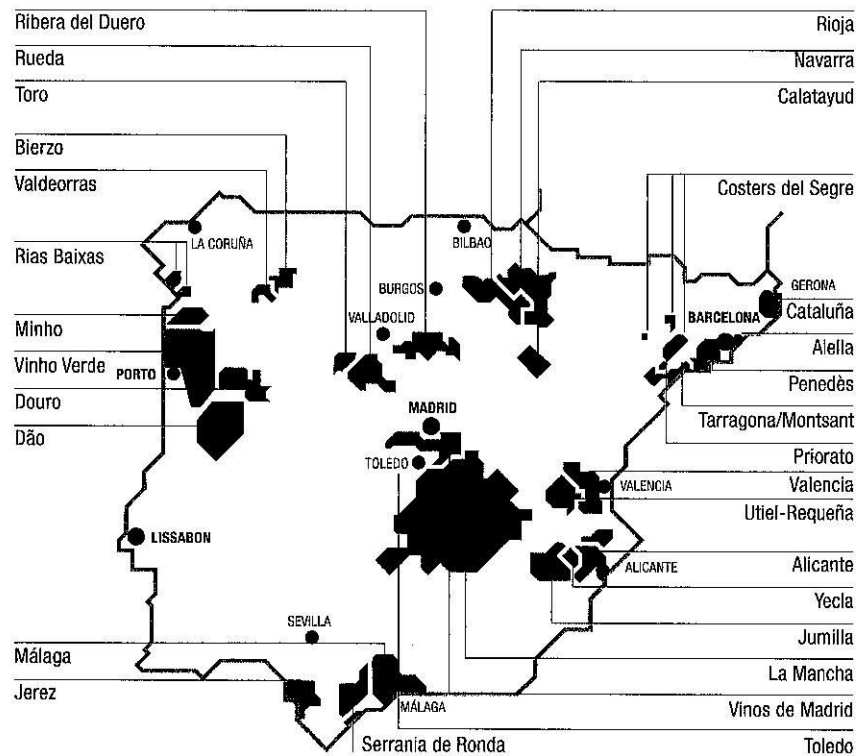 Ribera del Duero
Rueda
Toro
Bierzo
Valdeorras
Rias Baixas
Minho
Vinho Verde
Douro
Dão
Málaga
Jerez
Serranía de Ronda
Rioja
Navarra
Calatayud
Costers del Segre
Cataluña
Alella
Penedès
Tarragona/Montsant
Priorato
Valencia
Utiel-Requeña
Alicante
Yecla
Jumilla
La Mancha
Vinos de Madrid
Toledo
LA CORUÑA
BILBAO
BURGOS
VALLADOLID
GERONA
BARCELONA
PORTO
MADRID
TOLEDO
VALENCIA
LISSABON
ALICANTE
SEVILLA
MÁLAGA